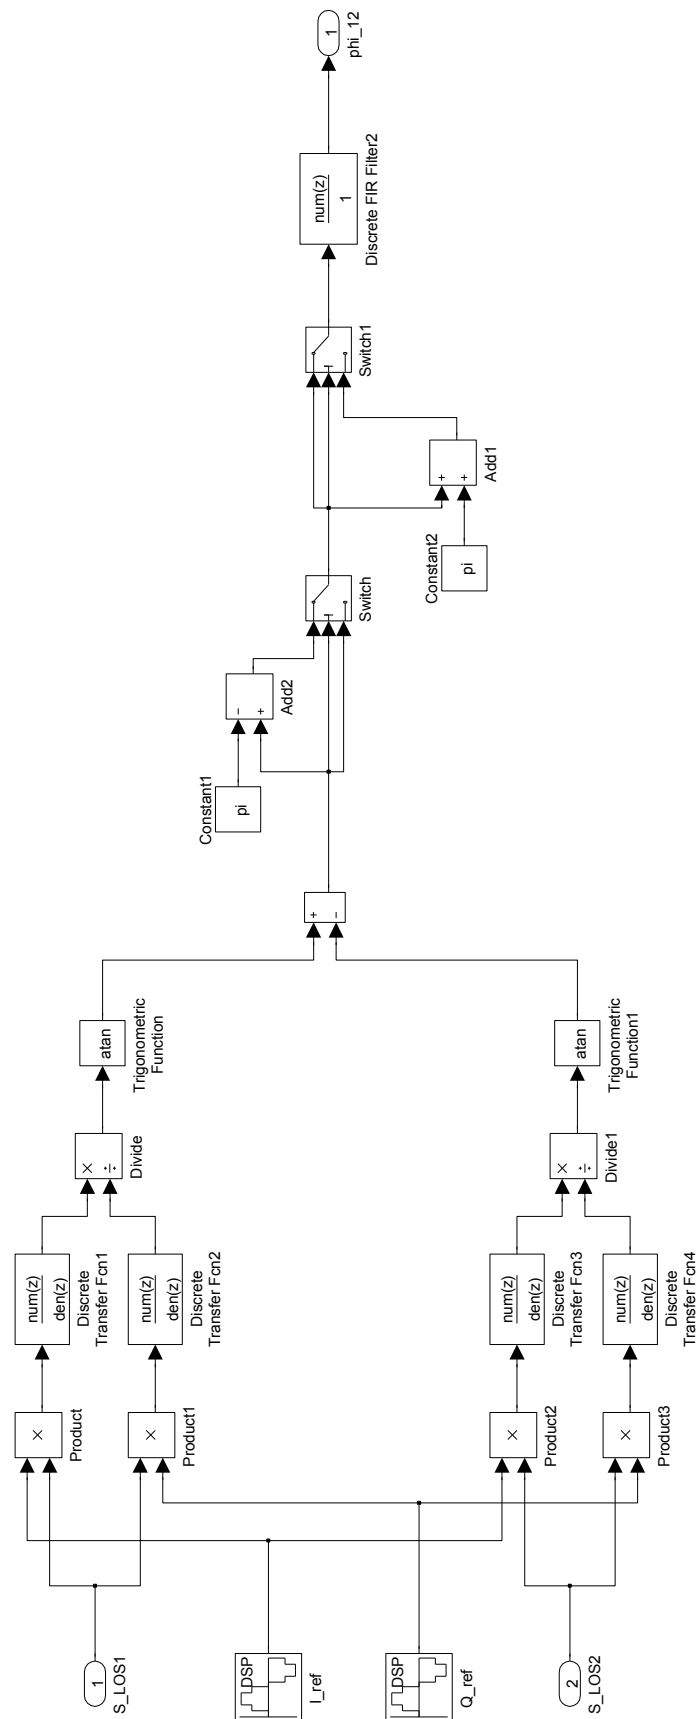 1
S_LOS1
DSP
I_ref
DSP
Q_ref
2
S_LOS2
×
Product
×
Product1
×
Product2
×
Product3
num(z)
den(z)
Discrete
Transfer Fcn1
num(z)
den(z)
Discrete
Transfer Fcn2
num(z)
den(z)
Discrete
Transfer Fcn3
num(z)
den(z)
Discrete
Transfer Fcn4
×
÷
Divide
×
÷
Divide1
atan
Trigonometric
Function
atan
Trigonometric
Function1
+
−
pi
Constant1
−
+
Add2
Switch
pi
Constant2
+
+
Add1
Switch1
num(z)
1
Discrete FIR Filter2
1
phi_12